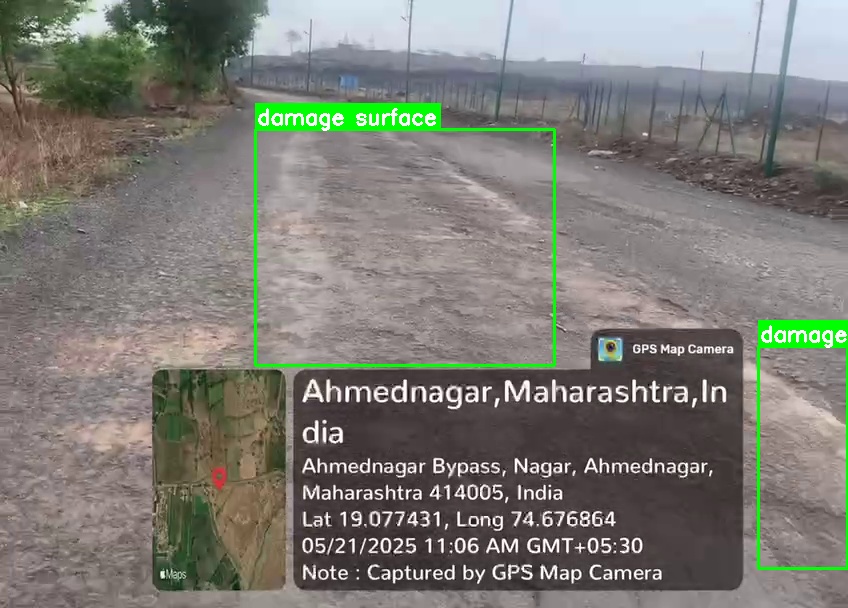 damage surface
damage
GPS Map Camera
Ahmednagar,Maharashtra,In
dia
Ahmednagar Bypass, Nagar, Ahmednagar,
Maharashtra 414005, India
Lat 19.077431, Long 74.676864
05/21/2025 11:06 AM GMT+05:30
Note : Captured by GPS Map Camera
Maps